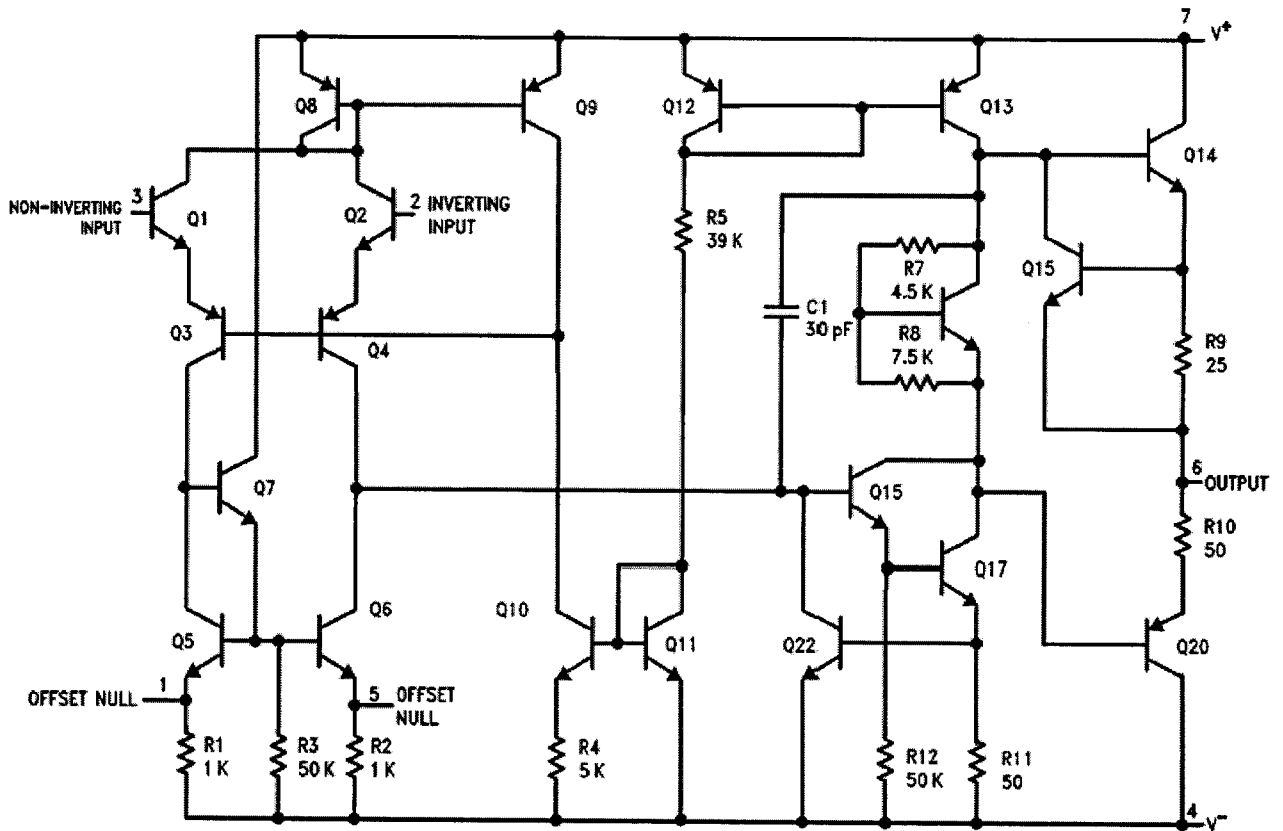 7
V+
Q8
Q9
Q12
Q13
Q14
3
NON-INVERTING
INPUT
Q1
Q2
2 INVERTING
INPUT
R5
39 K
R7
4.5 K
Q15
C1
30 pF
R8
7.5 K
Q3
Q4
R9
25
Q7
Q15
6
OUTPUT
R10
50
Q17
Q5
Q6
Q10
Q11
Q22
Q20
OFFSET NULL
1
5
OFFSET
NULL
R1
1 K
R3
50 K
R2
1 K
R4
5 K
R12
50 K
R11
50
4
V−